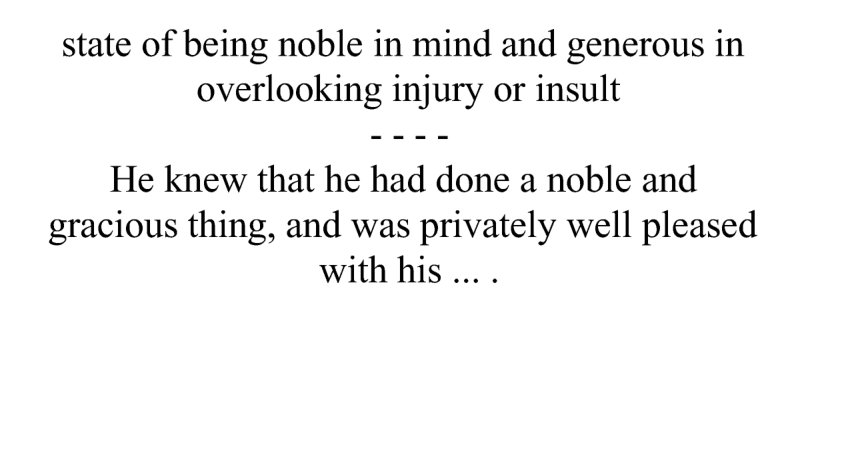 state of being noble in mind and generous in
overlooking injury or insult
- - - -
He knew that he had done a noble and
gracious thing, and was privately well pleased
with his ... .